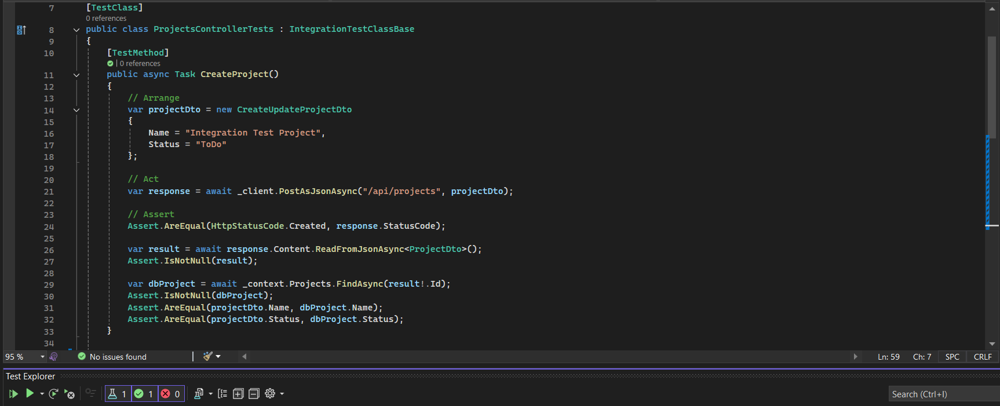 7 [TestClass]
0 references
8 public class ProjectsControllerTests : IntegrationTestClassBase
9 {
10 [TestMethod]
| 0 references
11 public async Task CreateProject()
12 {
13 // Arrange
14 var projectDto = new CreateUpdateProjectDto
15 {
16 Name = "Integration Test Project",
17 Status = "ToDo"
18 };
19
20 // Act
21 var response = await _client.PostAsJsonAsync("/api/projects", projectDto);
22
23 // Assert
24 Assert.AreEqual(HttpStatusCode.Created, response.StatusCode);
25
26 var result = await response.Content.ReadFromJsonAsync<ProjectDto>();
27 Assert.IsNotNull(result);
28
29 var dbProject = await _context.Projects.FindAsync(result!.Id);
30 Assert.IsNotNull(dbProject);
31 Assert.AreEqual(projectDto.Name, dbProject.Name);
32 Assert.AreEqual(projectDto.Status, dbProject.Status);
33 }
34
95 % No issues found Ln: 59 Ch: 7 SPC CRLF
Test Explorer
1 1 0 Search (Ctrl+I)